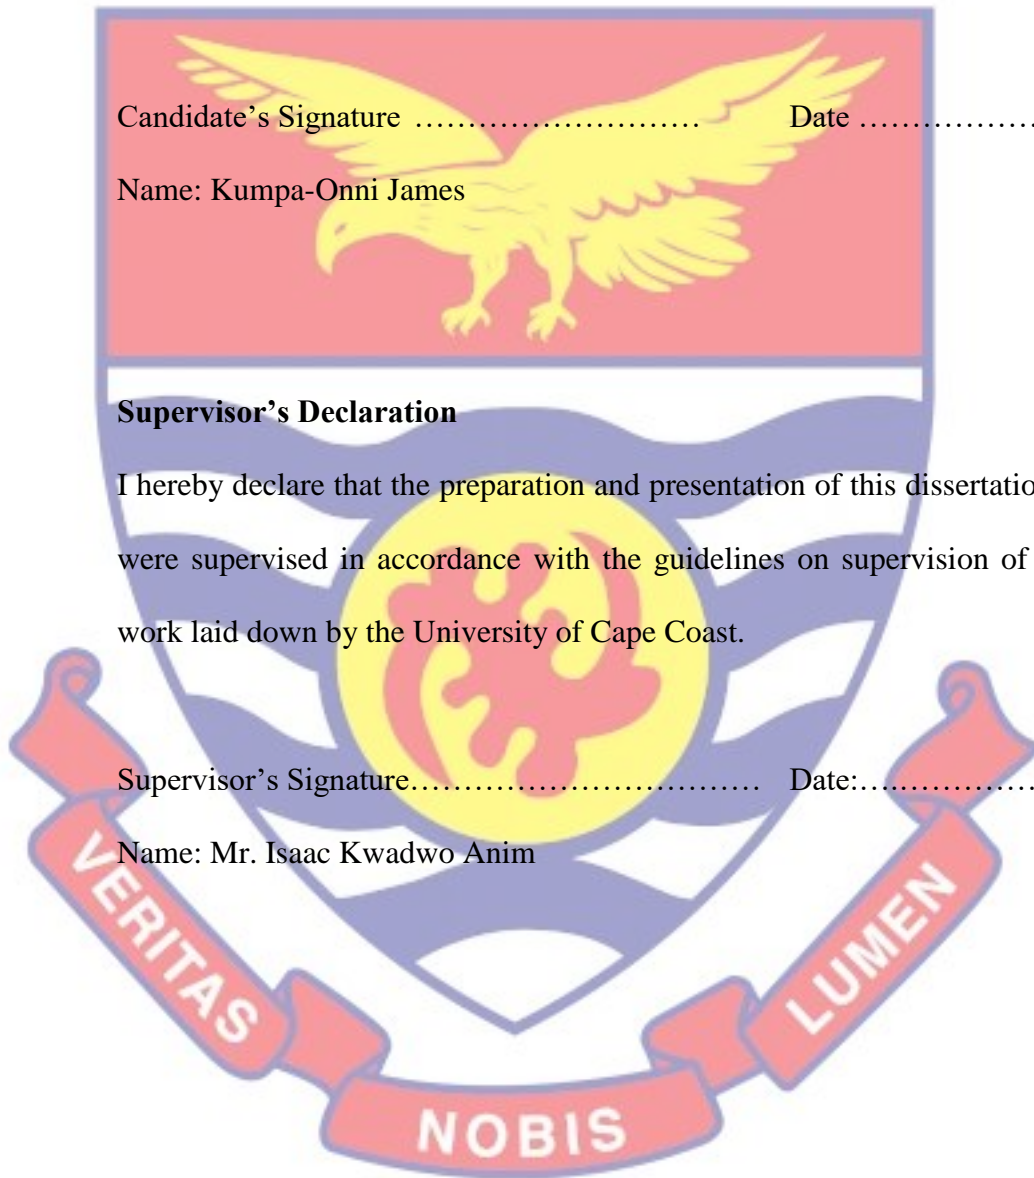 Candidate’s Signature ……………………… Date ………………
Name: Kumpa-Onni James
Supervisor’s Declaration
I hereby declare that the preparation and presentation of this dissertatio
were supervised in accordance with the guidelines on supervision of
work laid down by the University of Cape Coast.
Supervisor’s Signature…………………………… Date:….…………
Name: Mr. Isaac Kwadwo Anim
VERITAS
NOBIS
LUMEN